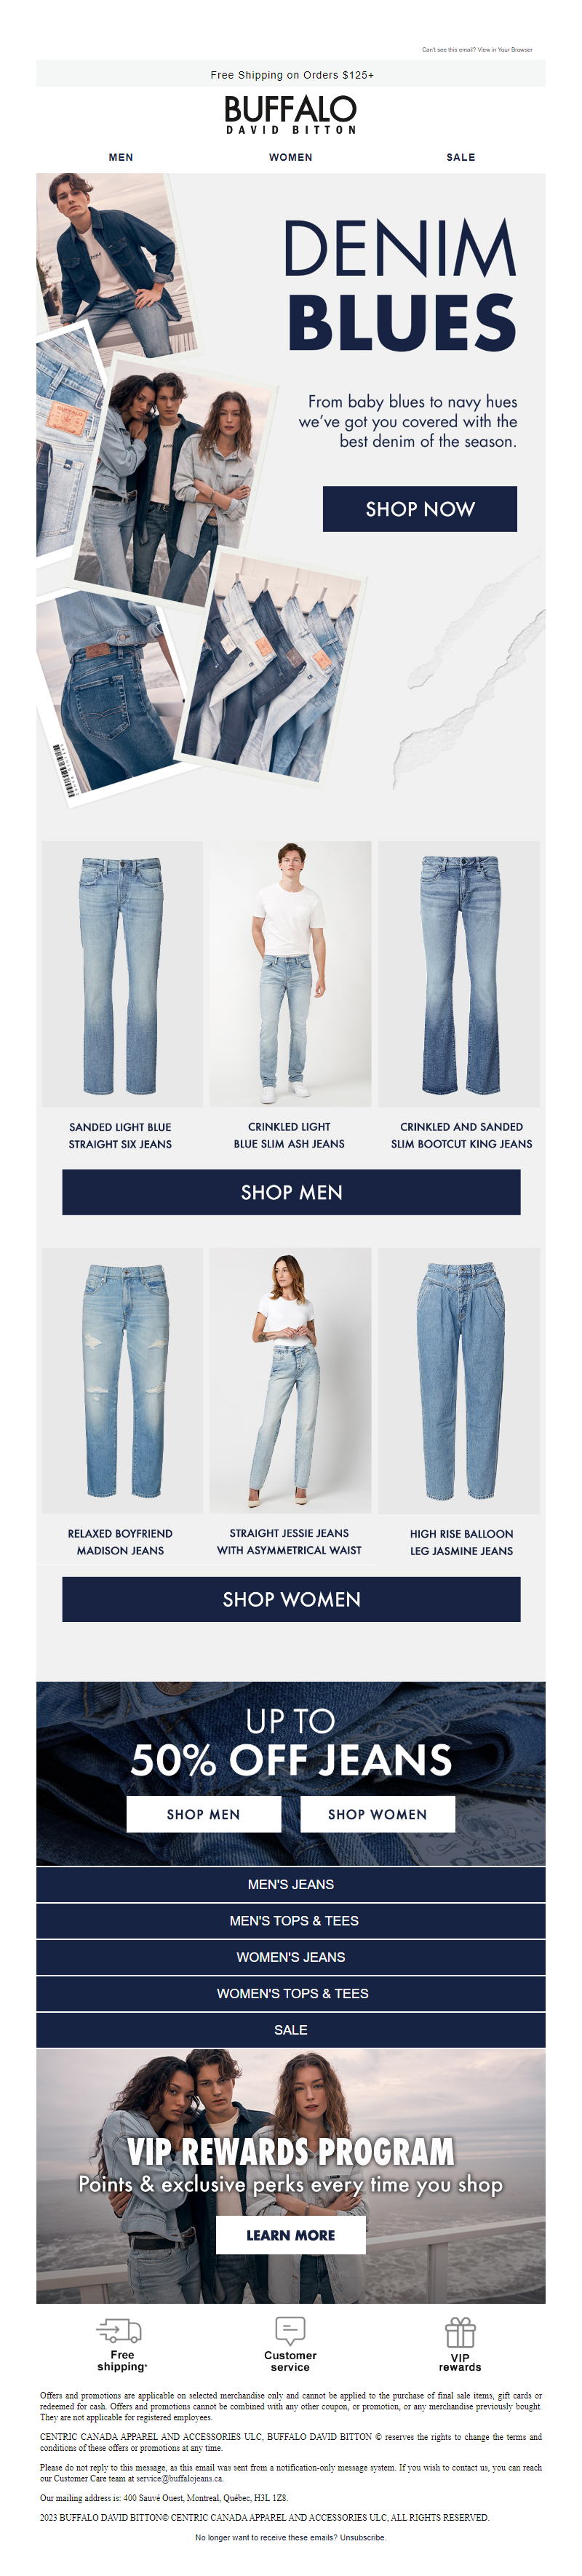 Can't see this email? View in Your Browser
Free Shipping on Orders $125+
BUFFALO
DAVID BITTON
MEN
WOMEN
SALE
DENIM
BLUES
From baby blues to navy hues
we've got you covered with the
best denim of the season.
SHOP NOW
BUFFALO
SANDED LIGHT BLUE
STRAIGHT SIX JEANS
CRINKLED LIGHT
BLUE SLIM ASH JEANS
CRINKLED AND SANDED
SLIM BOOTCUT KING JEANS
SHOP MEN
RELAXED BOYFRIEND
MADISON JEANS
STRAIGHT JESSIE JEANS
WITH ASYMMETRICAL WAIST
HIGH RISE BALLOON
LEG JASMINE JEANS
SHOP WOMEN
UP TO
50% OFF JEANS
SHOP MEN
SHOP WOMEN
MEN'S JEANS
MEN'S TOPS & TEES
WOMEN'S JEANS
WOMEN'S TOPS & TEES
SALE
VIP REWARDS PROGRAM
Points & exclusive perks every time you shop
LEARN MORE
Free
shipping*
Customer
service
VIP
rewards
Offers and promotions are applicable on selected merchandise only and cannot be applied to the purchase of final sale items, gift cards or
redeemed for cash. Offers and promotions cannot be combined with any other coupon, or promotion, or any merchandise previously bought.
They are not applicable for registered employees.
CENTRIC CANADA APPAREL AND ACCESSORIES ULC, BUFFALO DAVID BITTON © reserves the rights to change the terms and
conditions of these offers or promotions at any time.
Please do not reply to this message, as this email was sent from a notification-only message system. If you wish to contact us, you can reach
our Customer Care team at service@buffalojeans.ca.
Our mailing address is: 400 Sauvé Ouest, Montreal, Québec, H3L 1Z8.
2023 BUFFALO DAVID BITTON© CENTRIC CANADA APPAREL AND ACCESSORIES ULC, ALL RIGHTS RESERVED.
No longer want to receive these emails? Unsubscribe.